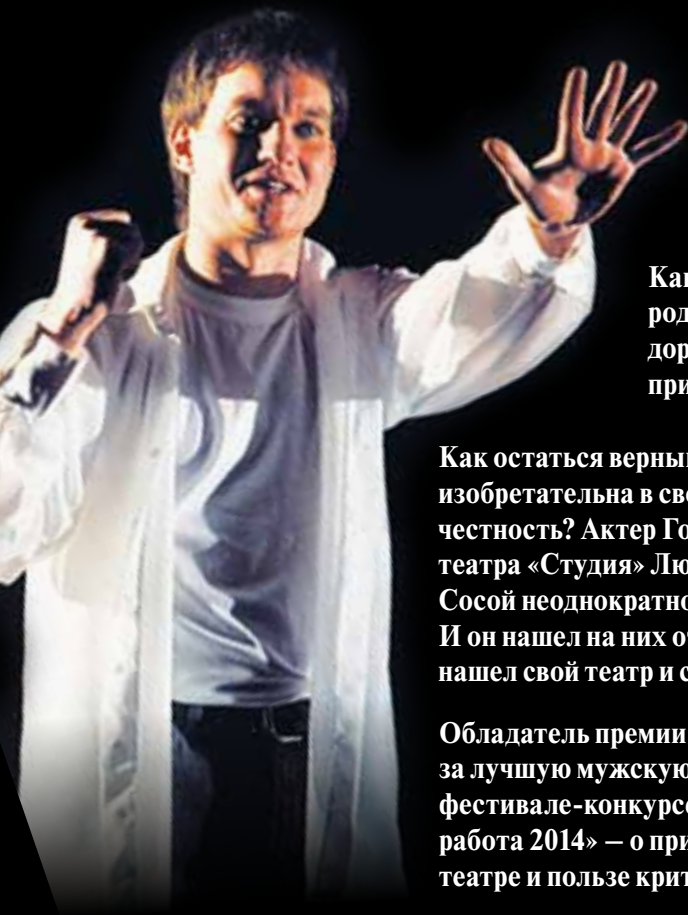 Ка
род
дор
при
Как остаться верны
изобретательна в сво
честность? Актер Го
театра «Студия» Лю
Сосой неоднократно
И он нашел на них о
нашел свой театр и с
Обладатель премии
за лучшую мужскую
фестивале-конкурсе
работа 2014» – о при
театре и пользе крит